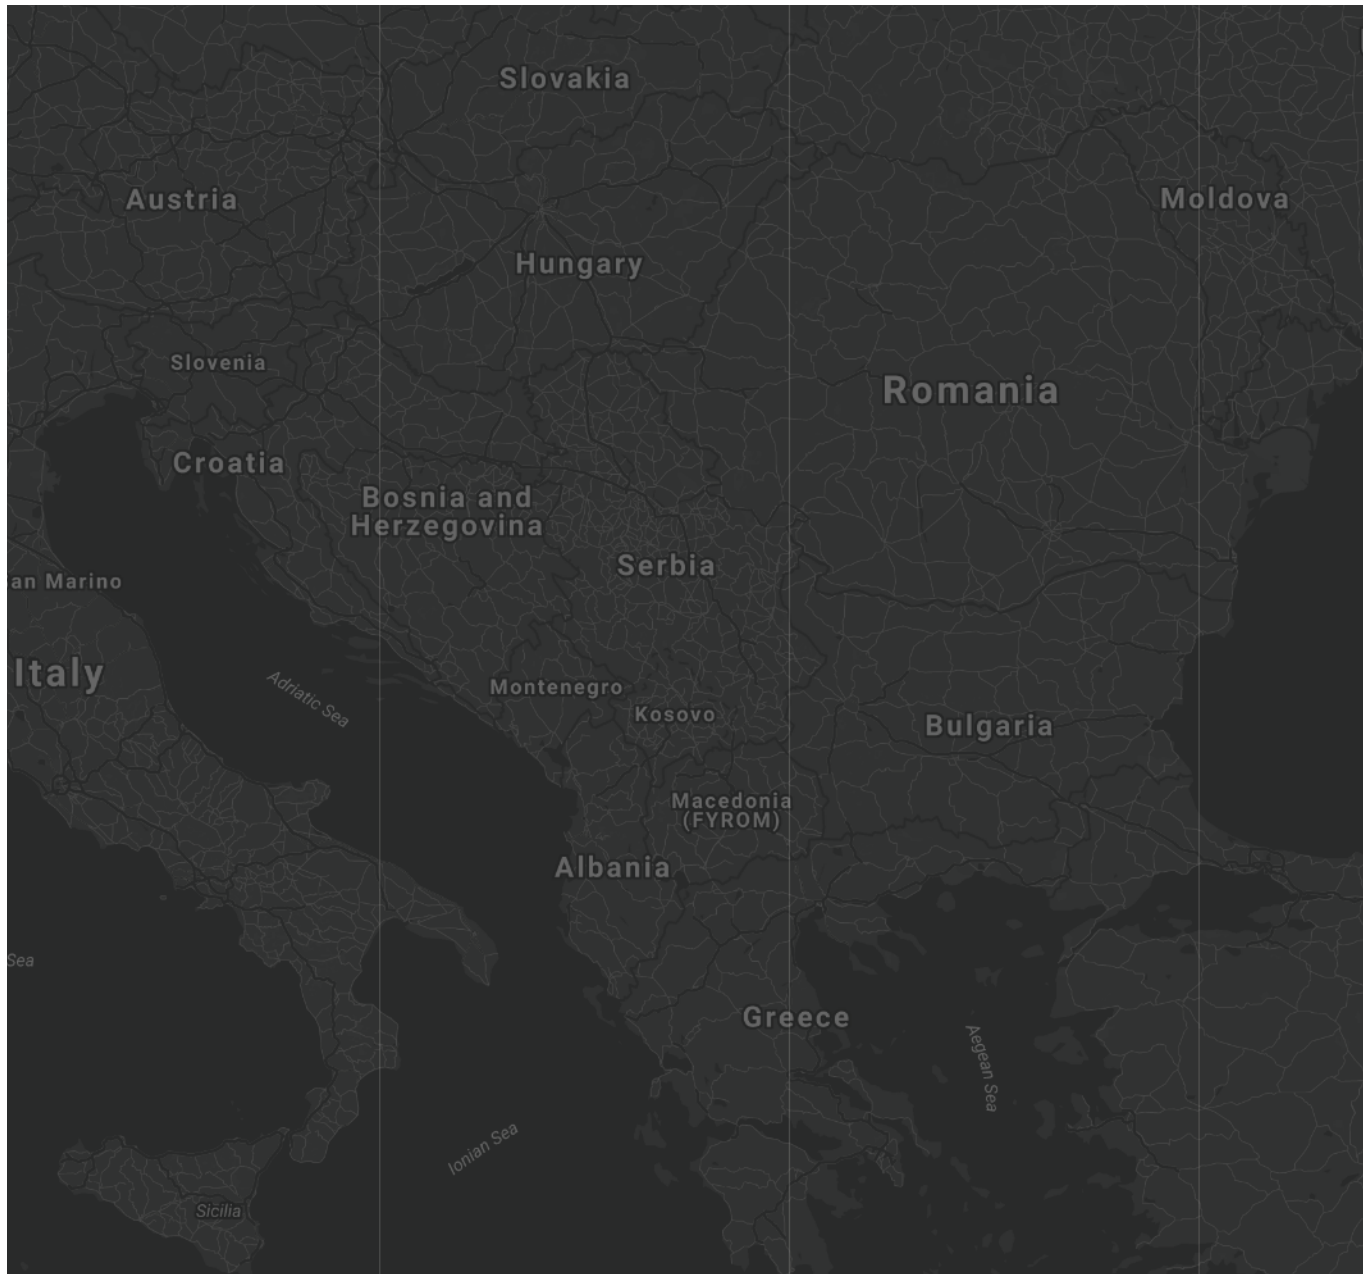 Slovakia
Austria
Moldova
Hungary
Slovenia
Romania
Croatia
Bosnia and
Herzegovina
Serbia
an Marino
Italy
Adriatic Sea
Montenegro
Kosovo
Bulgaria
Macedonia
(FYROM)
Albania
Sea
Greece
Aegean Sea
Ionian Sea
Sicilia